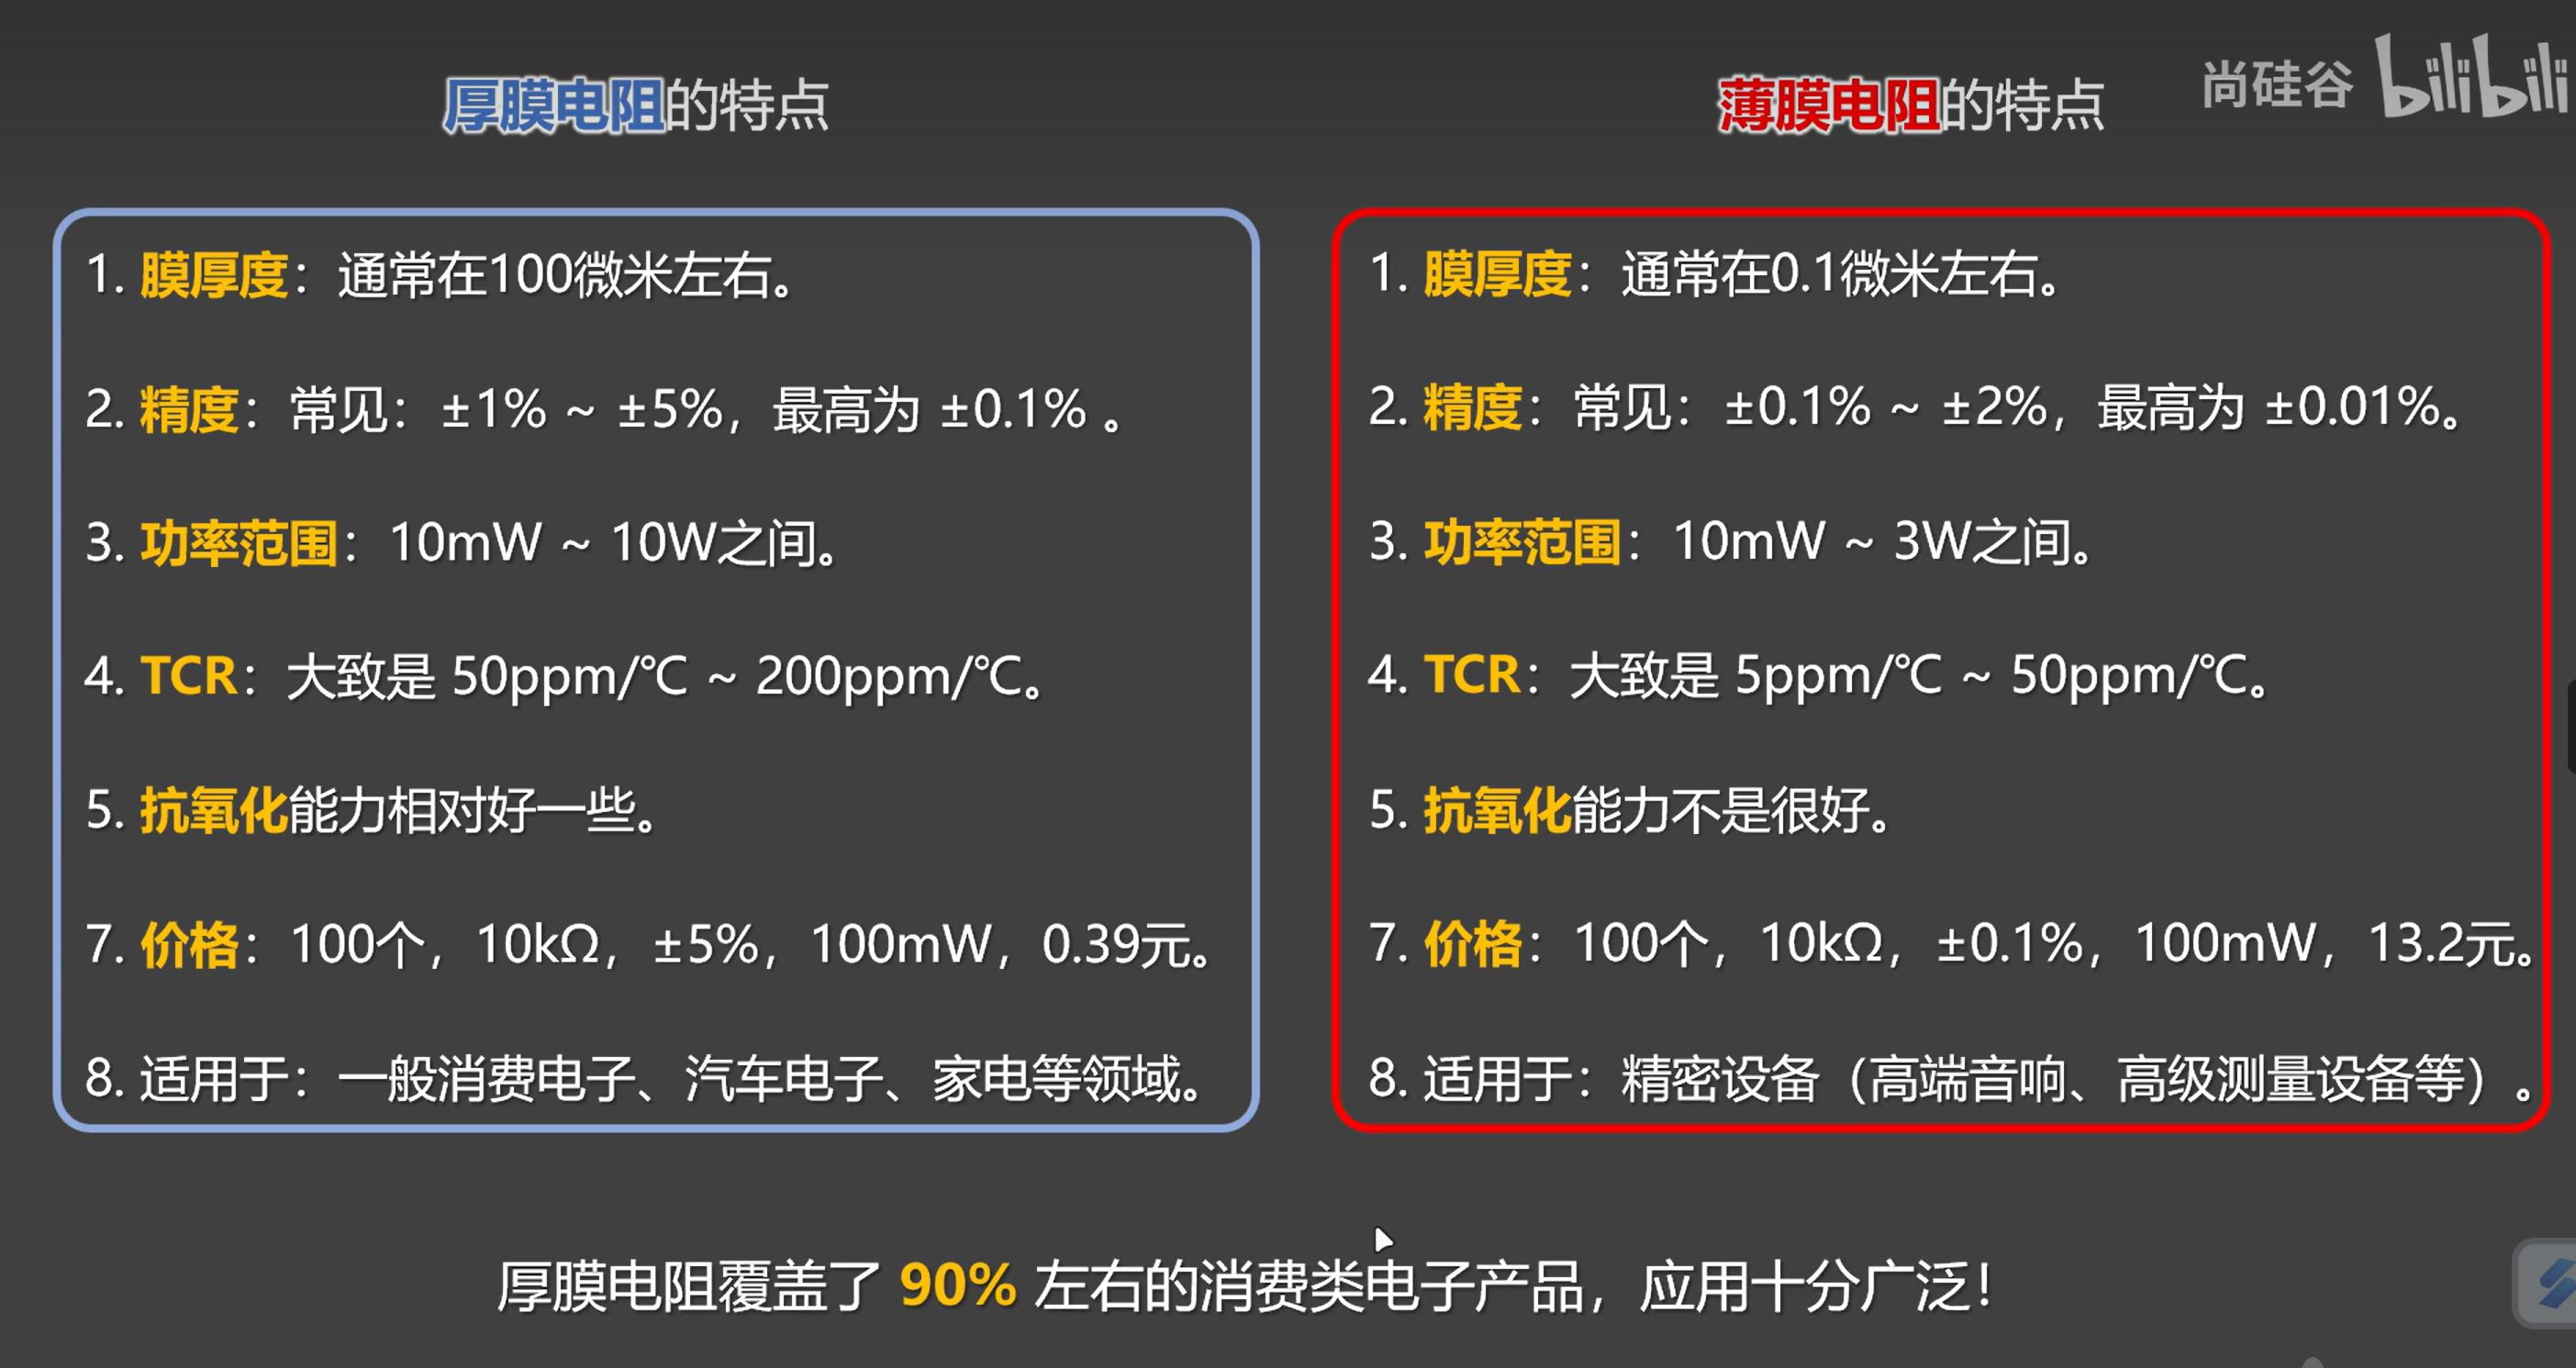 厚膜电阻的特点
1. 膜厚度：通常在100微米左右。
2. 精度：常见：±1% ~ ±5%，最高为 ±0.1% 。
3. 功率范围：10mW ~ 10W之间。
4. TCR：大致是 50ppm/℃ ~ 200ppm/℃。
5. 抗氧化能力相对好一些。
7. 价格：100个，10kΩ，±5%，100mW，0.39元。
8. 适用于：一般消费电子、汽车电子、家电等领域。
薄膜电阻的特点
尚硅谷 bilibili
1. 膜厚度：通常在0.1微米左右。
2. 精度：常见：±0.1% ~ ±2%，最高为 ±0.01%。
3. 功率范围：10mW ~ 3W之间。
4. TCR：大致是 5ppm/℃ ~ 50ppm/℃。
5. 抗氧化能力不是很好。
7. 价格：100个，10kΩ，±0.1%，100mW，13.2元。
8. 适用于：精密设备（高端音响、高级测量设备等）。
厚膜电阻覆盖了 90% 左右的消费类电子产品，应用十分广泛！